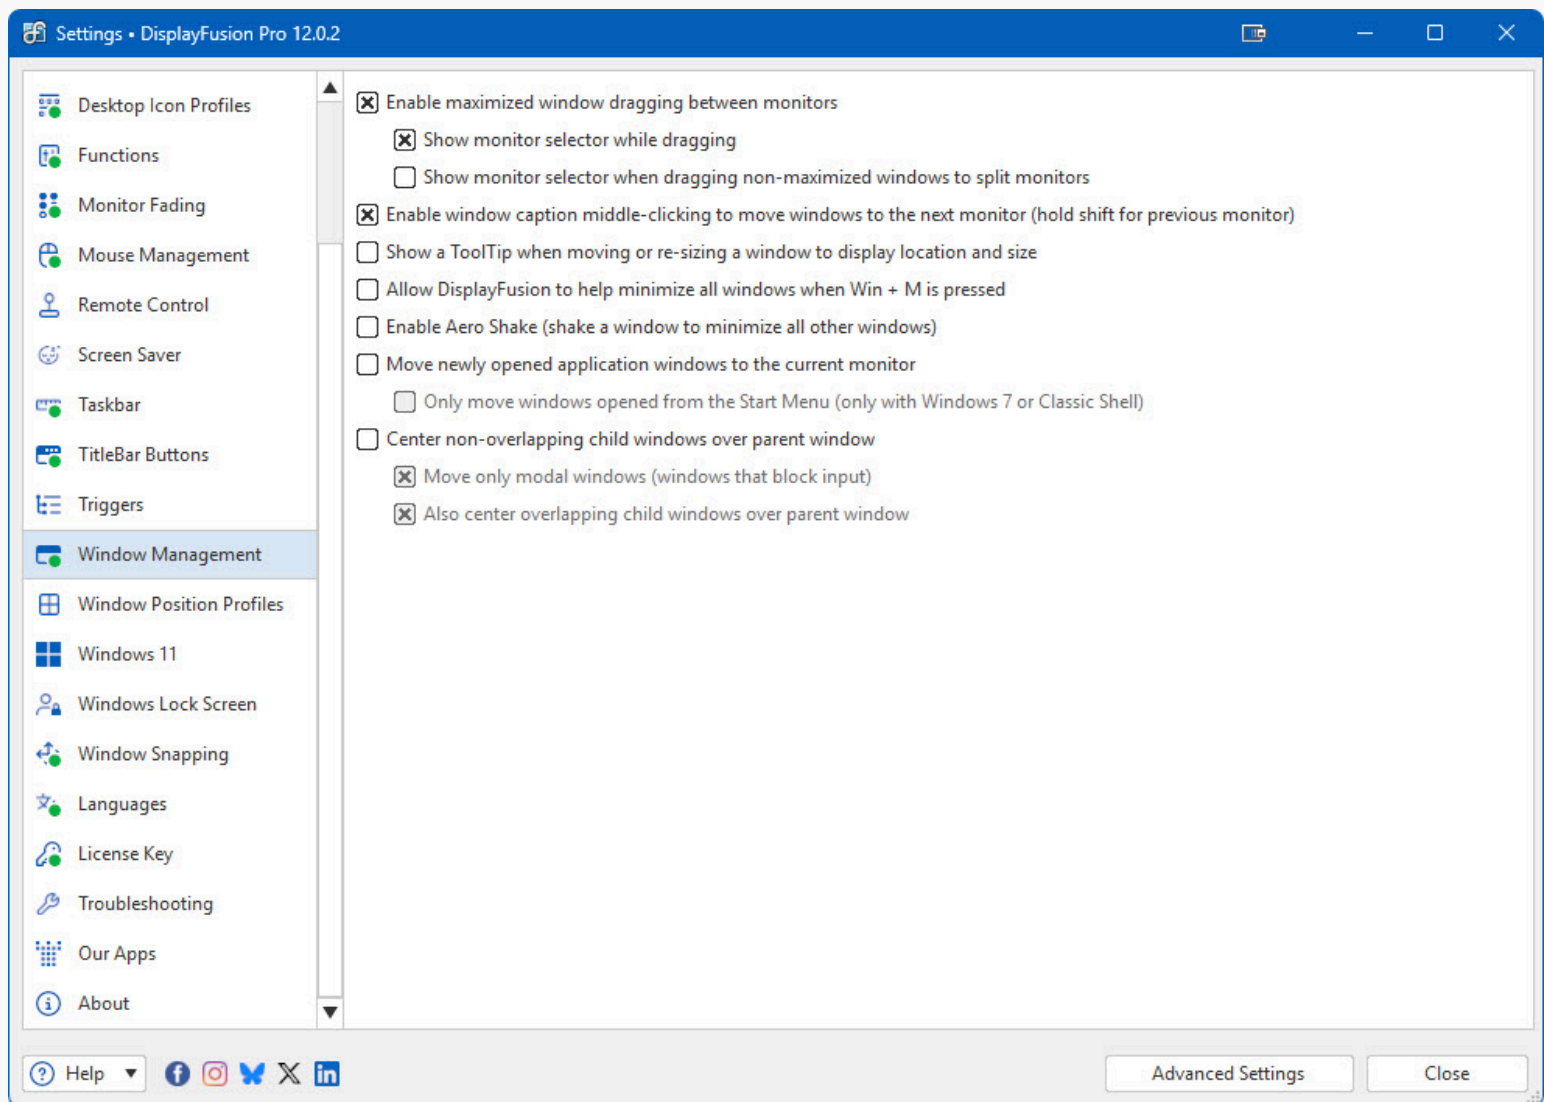 Settings • DisplayFusion Pro 12.0.2
Desktop Icon Profiles
Functions
Monitor Fading
Mouse Management
Remote Control
Screen Saver
Taskbar
TitleBar Buttons
Triggers
Window Management
Window Position Profiles
Windows 11
Windows Lock Screen
Window Snapping
Languages
License Key
Troubleshooting
Our Apps
About
Enable maximized window dragging between monitors
Show monitor selector while dragging
Show monitor selector when dragging non-maximized windows to split monitors
Enable window caption middle-clicking to move windows to the next monitor (hold shift for previous monitor)
Show a ToolTip when moving or re-sizing a window to display location and size
Allow DisplayFusion to help minimize all windows when Win + M is pressed
Enable Aero Shake (shake a window to minimize all other windows)
Move newly opened application windows to the current monitor
Only move windows opened from the Start Menu (only with Windows 7 or Classic Shell)
Center non-overlapping child windows over parent window
Move only modal windows (windows that block input)
Also center overlapping child windows over parent window
Help
Advanced Settings
Close